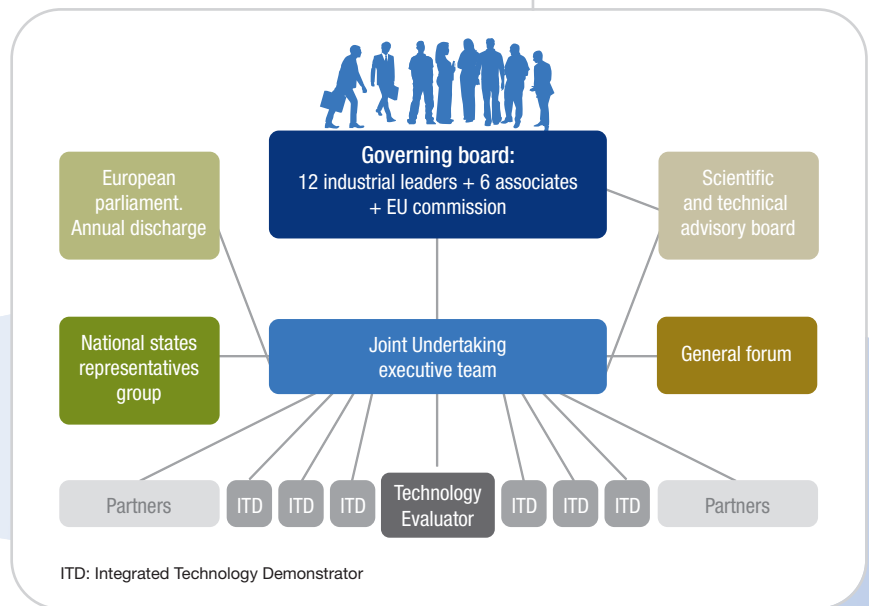 Governing board:
12 industrial leaders + 6 associates
+ EU commission
European
parliament.
Annual discharge
Scientific
and technical
advisory board
National states
representatives
group
Joint Undertaking
executive team
General forum
Partners
ITD
ITD
ITD
Technology
Evaluator
ITD
ITD
ITD
Partners
ITD: Integrated Technology Demonstrator